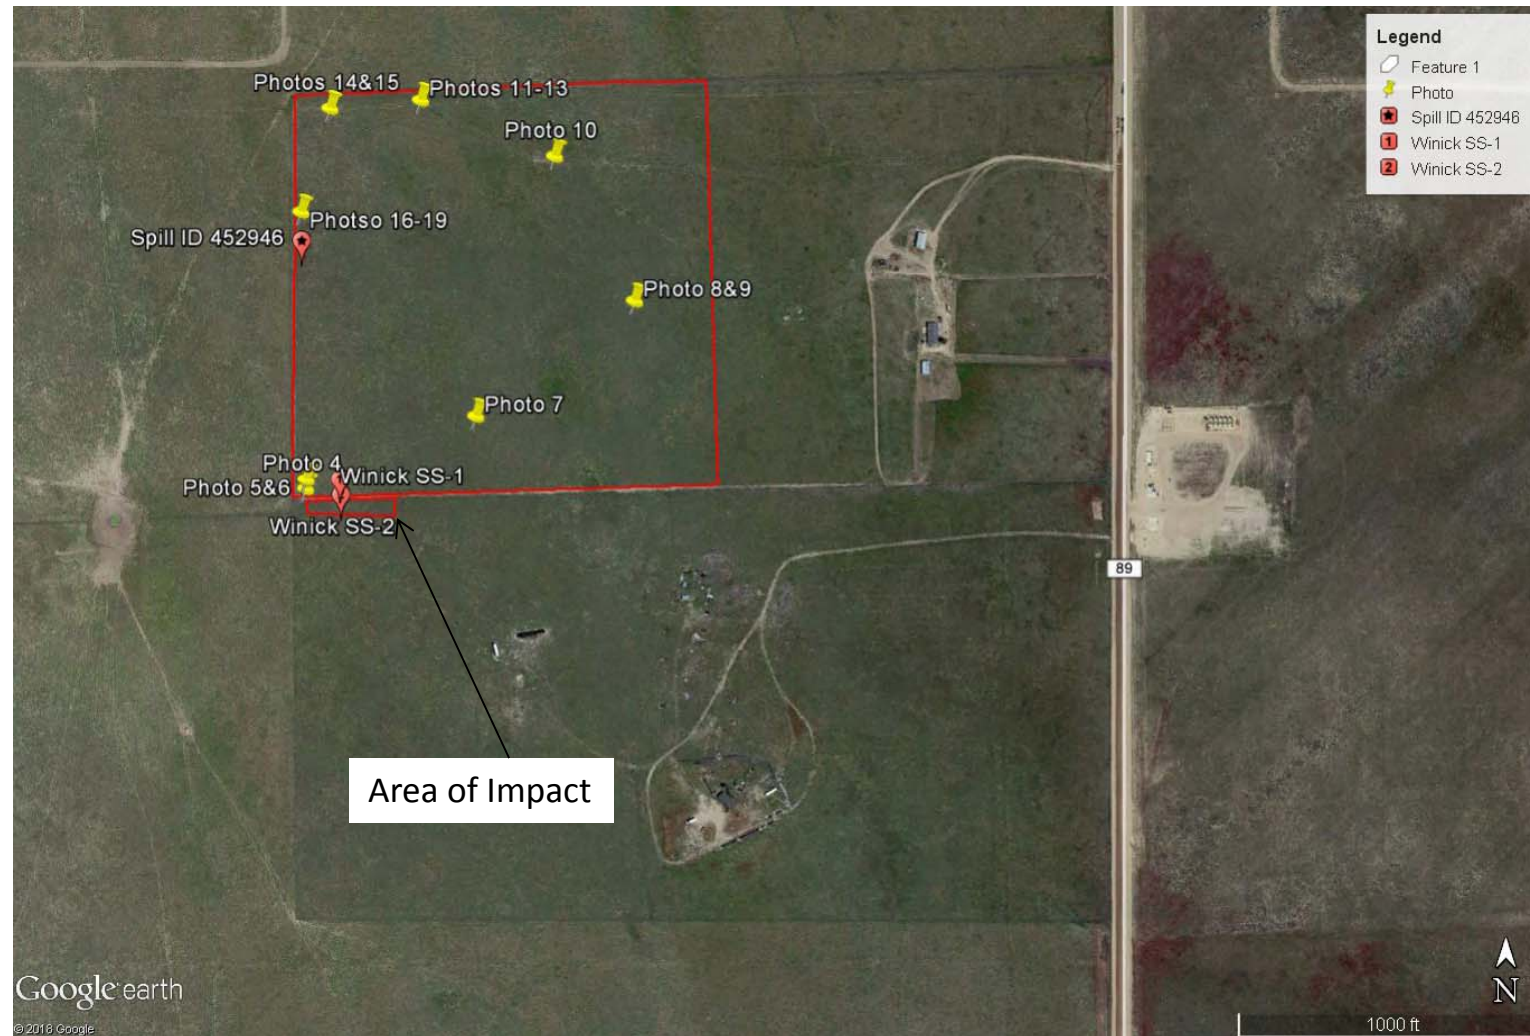 Legend
Feature 1
Photo
Spill ID 452946
Winick SS-1
Winick SS-2
Photos 14&15
Photos 11-13
Photo 10
Photso 16-19
Spill ID 452946
Photo 8&9
Photo 7
Photo 4
Winick SS-1
Photo 5&6
Winick SS-2
89
Area of Impact
Google earth
N
© 2016 Google
1000 ft